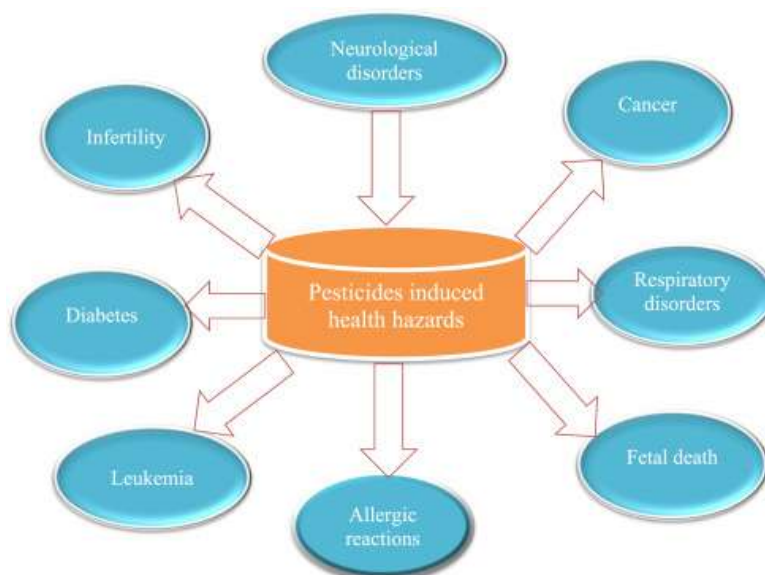 Neurological
disorders
Cancer
Infertility
Respiratory
disorders
Pesticides induced
health hazards
Diabetes
Fetal death
Leukemia
Allergic
reactions